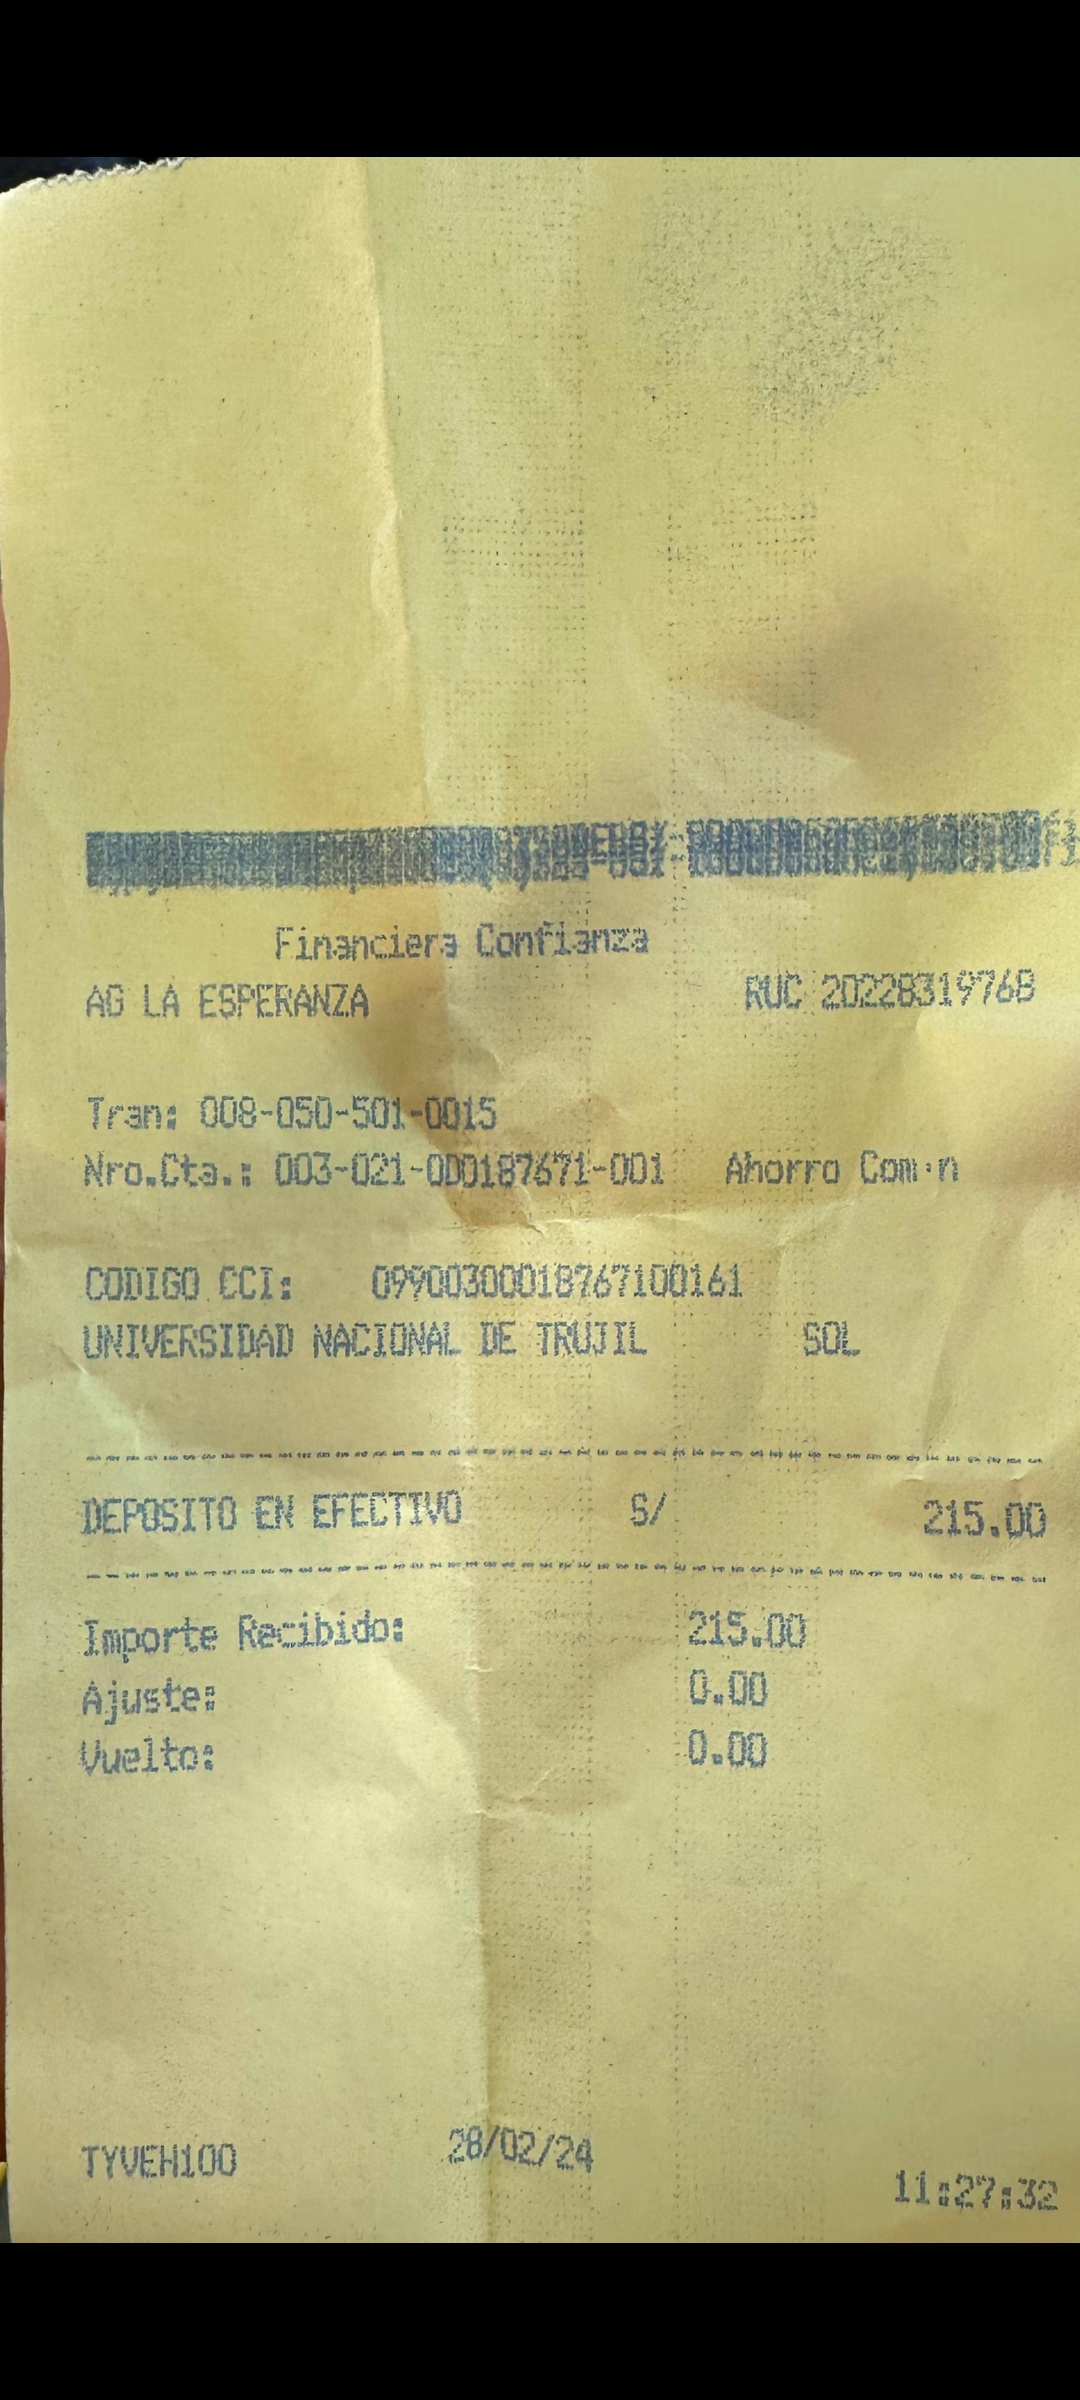 Financiera Confianza
AG LA ESPERANZA RUC 20228319768
Tran: 008-050-501-0015
Nro.Cta.: 003-021-000187671-001 Ahorro Com·n
CODIGO CCI: 09900300018767100161
UNIVERSIDAD NACIONAL DE TRUJIL SOL
DEPOSITO EN EFECTIVO S/ 215.00
Importe Recibido: 215.00
Ajuste: 0.00
Vuelto: 0.00
TYVEH100 28/02/24 11:27:32